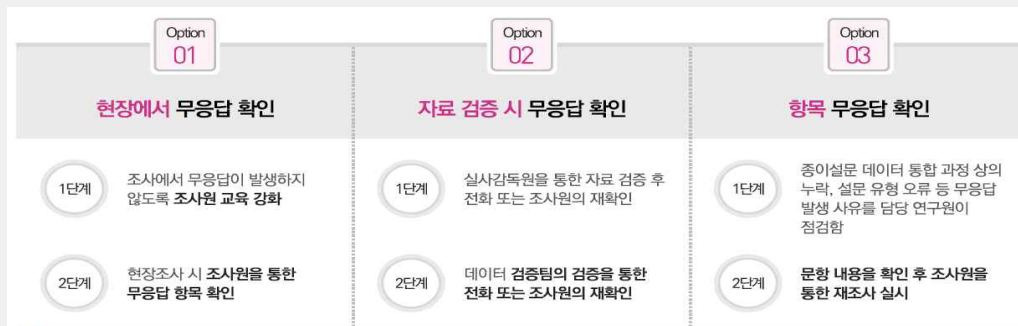 Option
01
현장에서 무응답 확인
1단계
조사에서 무응답이 발생하지
않도록 조사원 교육 강화
2단계
현장조사 시 조사원을 통한
무응답 항목 확인
Option
02
자료 검증 시 무응답 확인
1단계
실사감독원을 통한 자료 검증 후
전화 또는 조사원의 재확인
2단계
데이터 검증팀의 검증을 통한
전화 또는 조사원의 재확인
Option
03
항목 무응답 확인
1단계
종이설문 데이터 통합 과정 상의
누락, 설문 유형 오류 등 무응답
발생 사유를 담당 연구원이
점검함
2단계
문항 내용을 확인 후 조사원을
통한 재조사 실시